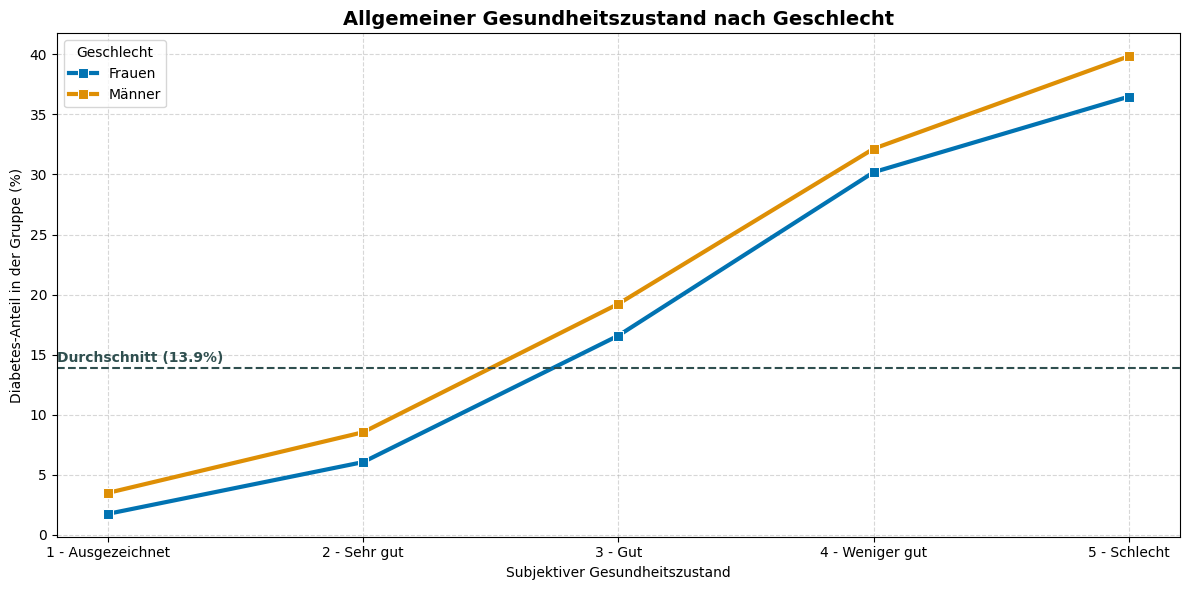 Allgemeiner Gesundheitszustand nach Geschlecht
Geschlecht
Frauen
Männer
Diabetes-Anteil in der Gruppe (%)
40
35
30
25
20
15
10
5
0
Durchschnitt (13.9%)
1 - Ausgezeichnet
2 - Sehr gut
3 - Gut
4 - Weniger gut
5 - Schlecht
Subjektiver Gesundheitszustand